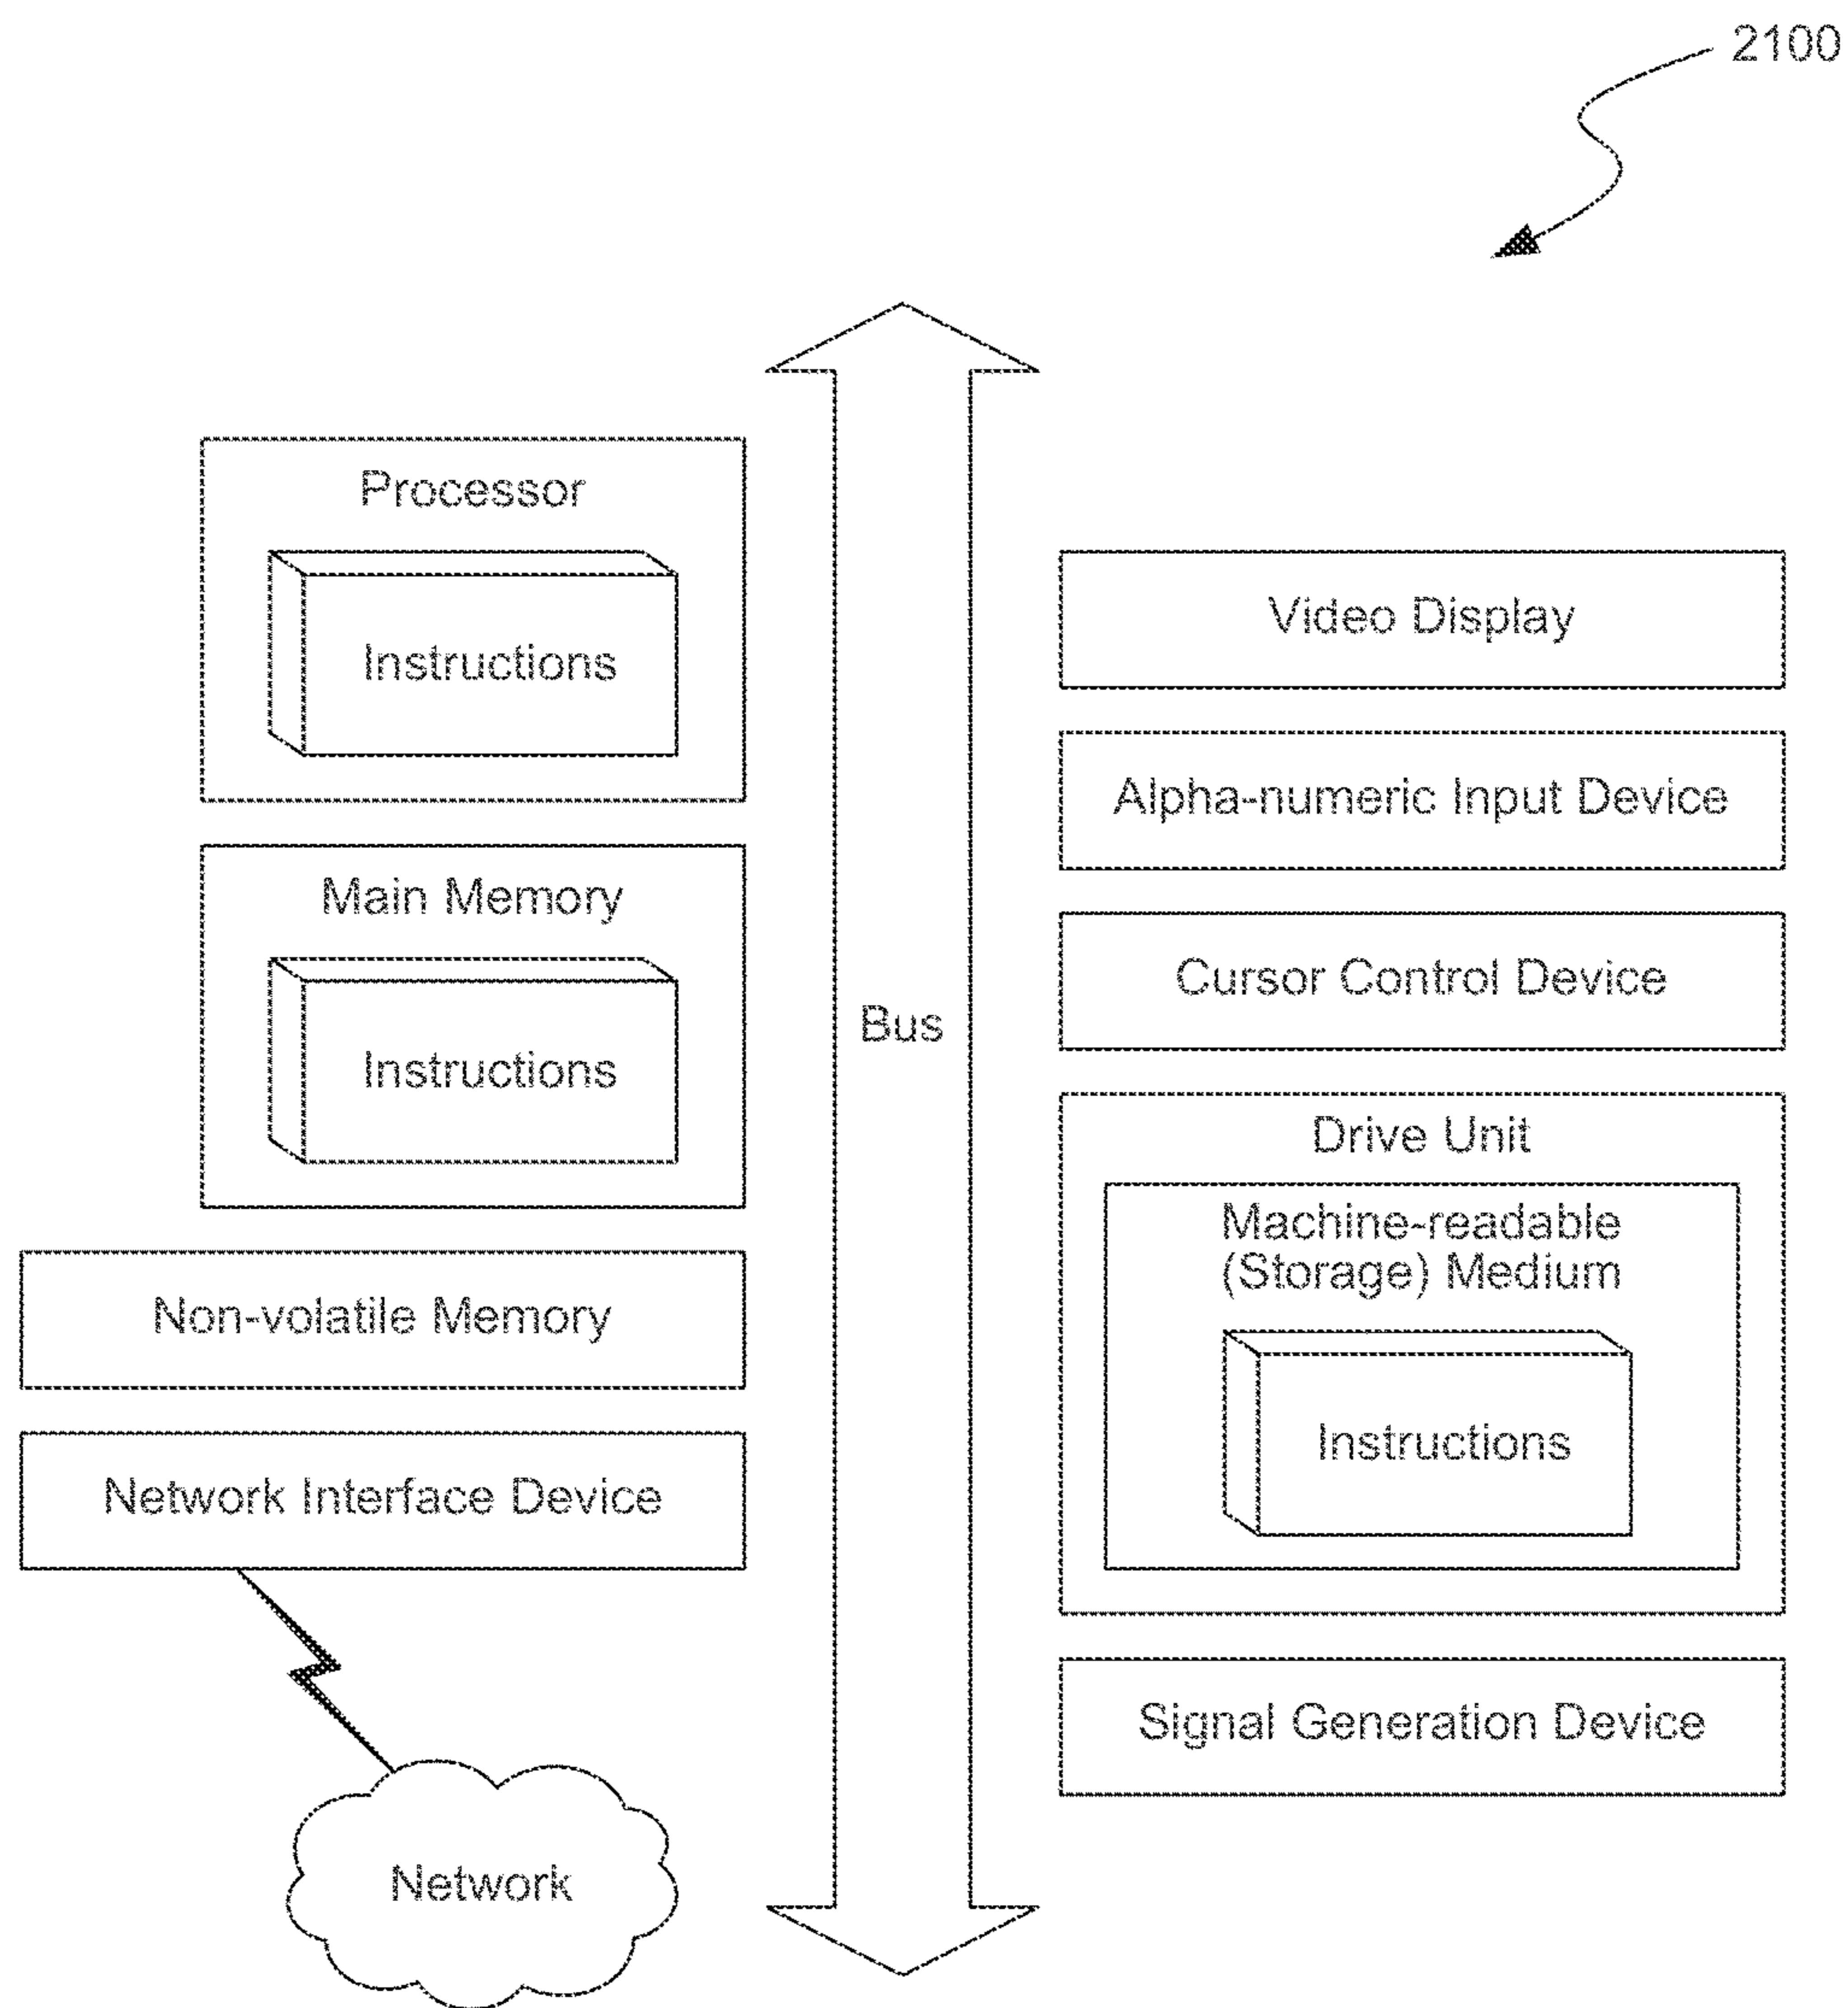 2100
Processor
Instructions
Main Memory
Instructions
Non-volatile Memory
Network Interface Device
Network
Bus
Video Display
Alpha-numeric Input Device
Cursor Control Device
Drive Unit
Machine-readable
(Storage) Medium
Instructions
Signal Generation Device